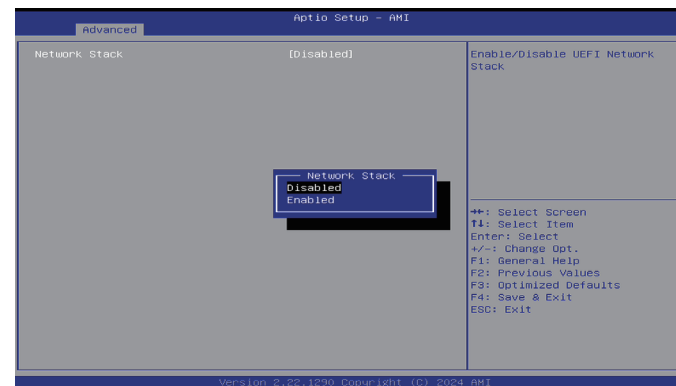 Aptio Setup – AMI
Advanced
Network Stack [Disabled]
Enable/Disable UEFI Network
Stack
Network Stack
Disabled
Enabled
→←: Select Screen
↑↓: Select Item
Enter: Select
+/-: Change Opt.
F1: General Help
F2: Previous Values
F3: Optimized Defaults
F4: Save & Exit
ESC: Exit
Version 2.22.1290 Copyright (C) 2024 AMI